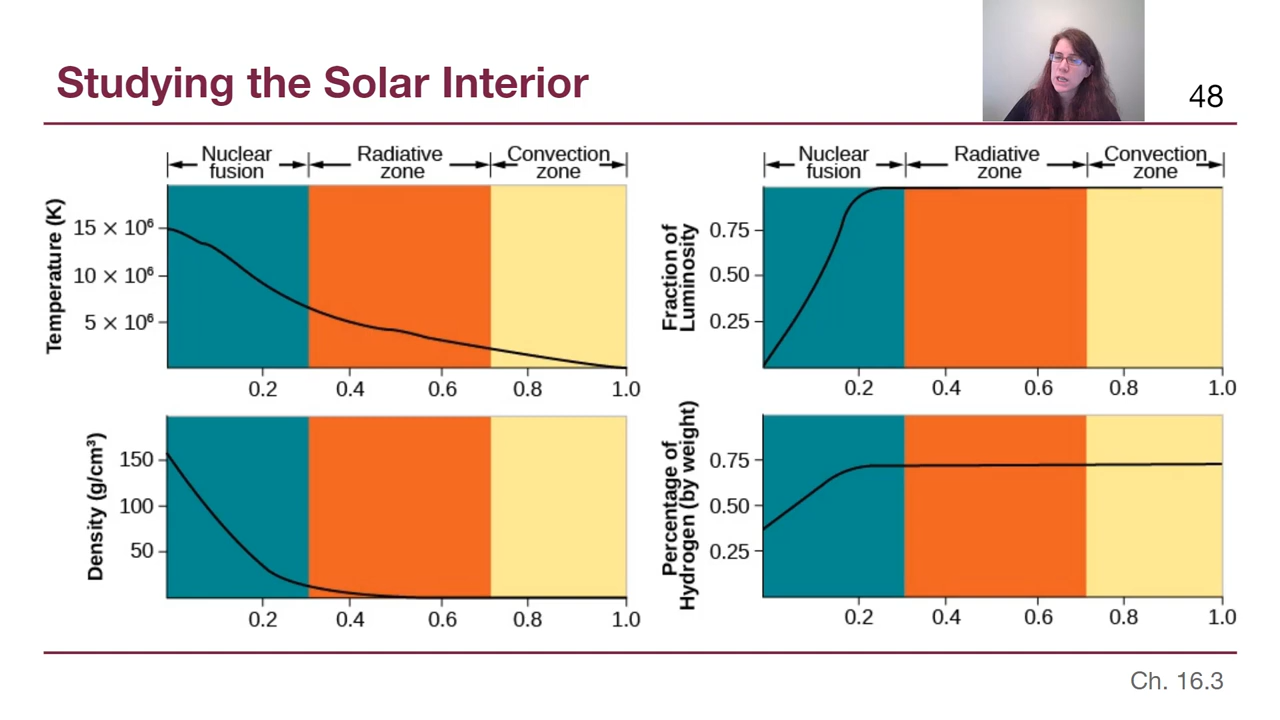 Studying the Solar Interior
48
Nuclear
fusion
Radiative
zone
Convection
zone
Temperature (K)
15 × 10⁶
10 × 10⁶
5 × 10⁶
0.2 0.4 0.6 0.8 1.0
Nuclear
fusion
Radiative
zone
Convection
zone
Fraction of
Luminosity
0.75
0.50
0.25
0.2 0.4 0.6 0.8 1.0
Density (g/cm³)
150
100
50
0.2 0.4 0.6 0.8 1.0
Percentage of
Hydrogen (by weight)
0.75
0.50
0.25
0.2 0.4 0.6 0.8 1.0
Ch. 16.3